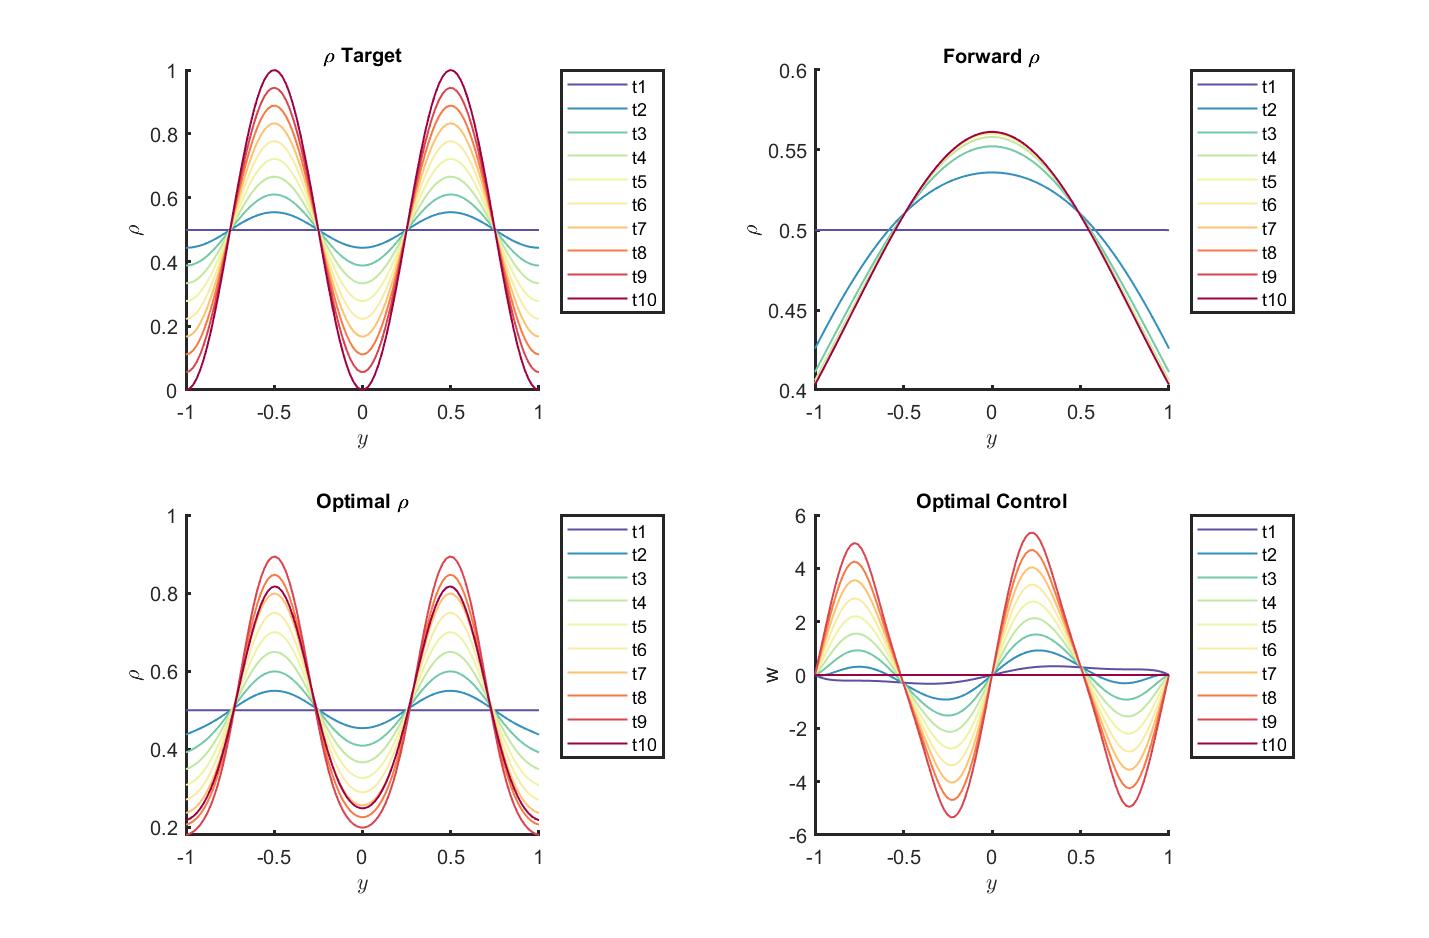 ρ Target
1
0.8
0.6
0.4
0.2
0
ρ
-1
-0.5
0
0.5
1
y
t1
t2
t3
t4
t5
t6
t7
t8
t9
t10
Forward ρ
0.6
0.55
0.5
0.45
0.4
ρ
-1
-0.5
0
0.5
1
y
t1
t2
t3
t4
t5
t6
t7
t8
t9
t10
Optimal ρ
1
0.8
0.6
0.4
0.2
ρ
-1
-0.5
0
0.5
1
y
t1
t2
t3
t4
t5
t6
t7
t8
t9
t10
Optimal Control
6
4
2
0
-2
-4
-6
w
-1
-0.5
0
0.5
1
y
t1
t2
t3
t4
t5
t6
t7
t8
t9
t10